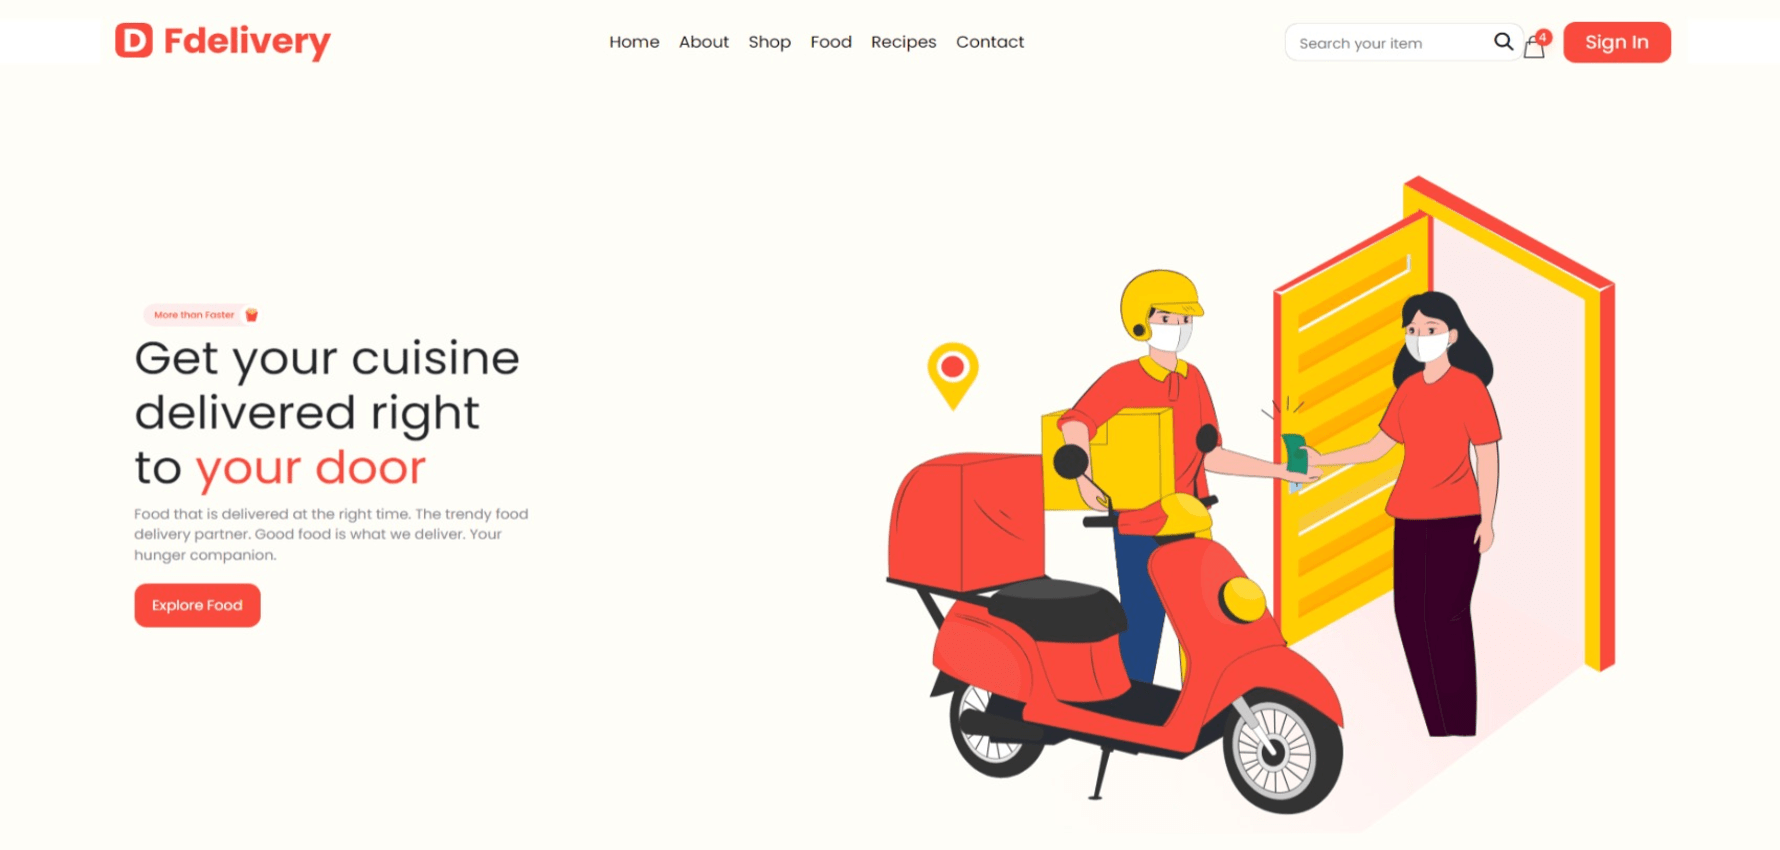 D Fdelivery
Home About Shop Food Recipes Contact
Search your item
4
Sign In
More than Faster
Get your cuisine
delivered right
to your door
Food that is delivered at the right time. The trendy food
delivery partner. Good food is what we deliver. Your
hunger companion.
Explore Food